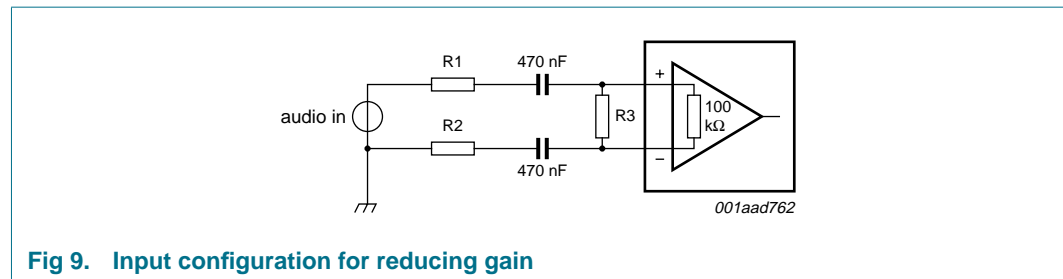 R1
470 nF
+
audio in
R3
100
kΩ
R2
−
470 nF
001aad762
Fig 9. Input configuration for reducing gain